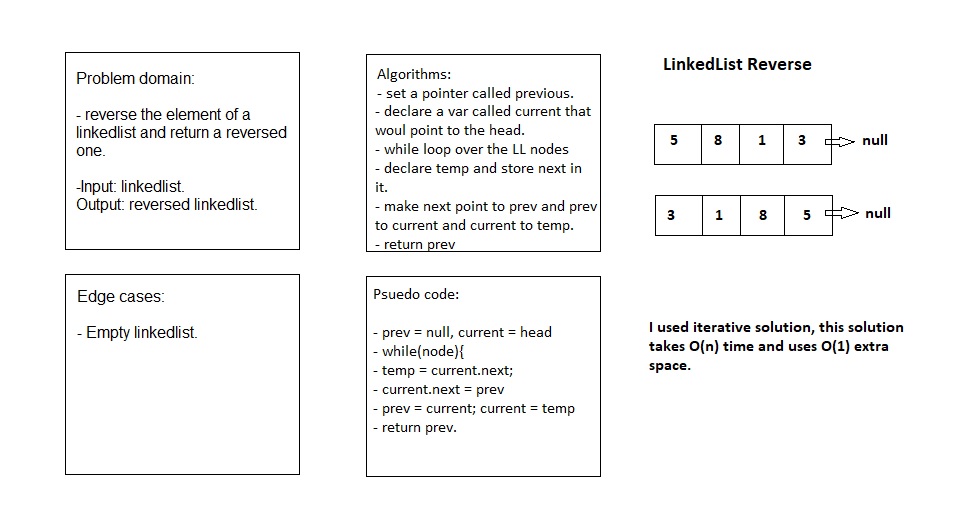 Problem domain:
- reverse the element of a
linkedlist and return a reversed
one.
-Input: linkedlist.
Output: reversed linkedlist.
Algorithms:
- set a pointer called previous.
- declare a var called current that
woul point to the head.
- while loop over the LL nodes
- declare temp and store next in
it.
- make next point to prev and prev
to current and current to temp.
- return prev
LinkedList Reverse
5 8 1 3 null
3 1 8 5 null
Edge cases:
- Empty linkedlist.
Psuedo code:
- prev = null, current = head
- while(node){
- temp = current.next;
- current.next = prev
- prev = current; current = temp
- return prev.
I used iterative solution, this solution
takes O(n) time and uses O(1) extra
space.